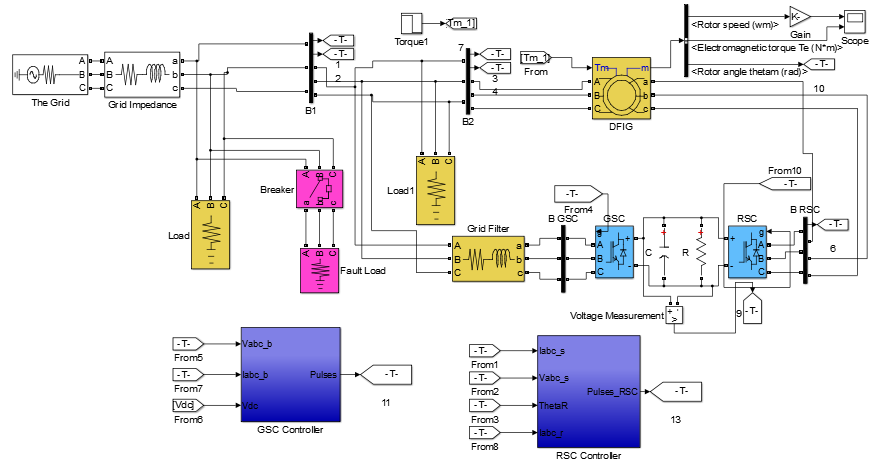 Torque1
[Tm_1]
<Rotor speed (wm)>
K-
Gain
Scope
-T-
-T-
<Electromagnetic torque Te (N*m)>
<Rotor angle thetam (rad)>
-T-
A A
B B
C C
The Grid
A a
B b
C c
Grid Impedance
B1
1
2
7
-T-
-T-
3
4
B2
[Tm_1]
From
Tm m
A a
B b
C c
DFIG
10
A B C
Load
Breaker
A B C
a b c
A B C
Fault Load
A B C
Load1
From10
-T-
-T-
From4
Grid Filter
A a
B b
C c
B GSC
GSC
g
A +
B
C -
C
R
RSC
+ g
A
B
- C
B RSC
-T-
6
Voltage Measurement
+ -
v
9
-T-
-T-
From5
-T-
From7
[Vdc]
From6
Vabc_b
Iabc_b
Vdc
Pulses
GSC Controller
-T-
11
-T-
From1
-T-
From2
-T-
From3
-T-
From8
Iabc_s
Vabc_s
ThetaR
Iabc_r
Pulses_RSC
RSC Controller
-T-
13